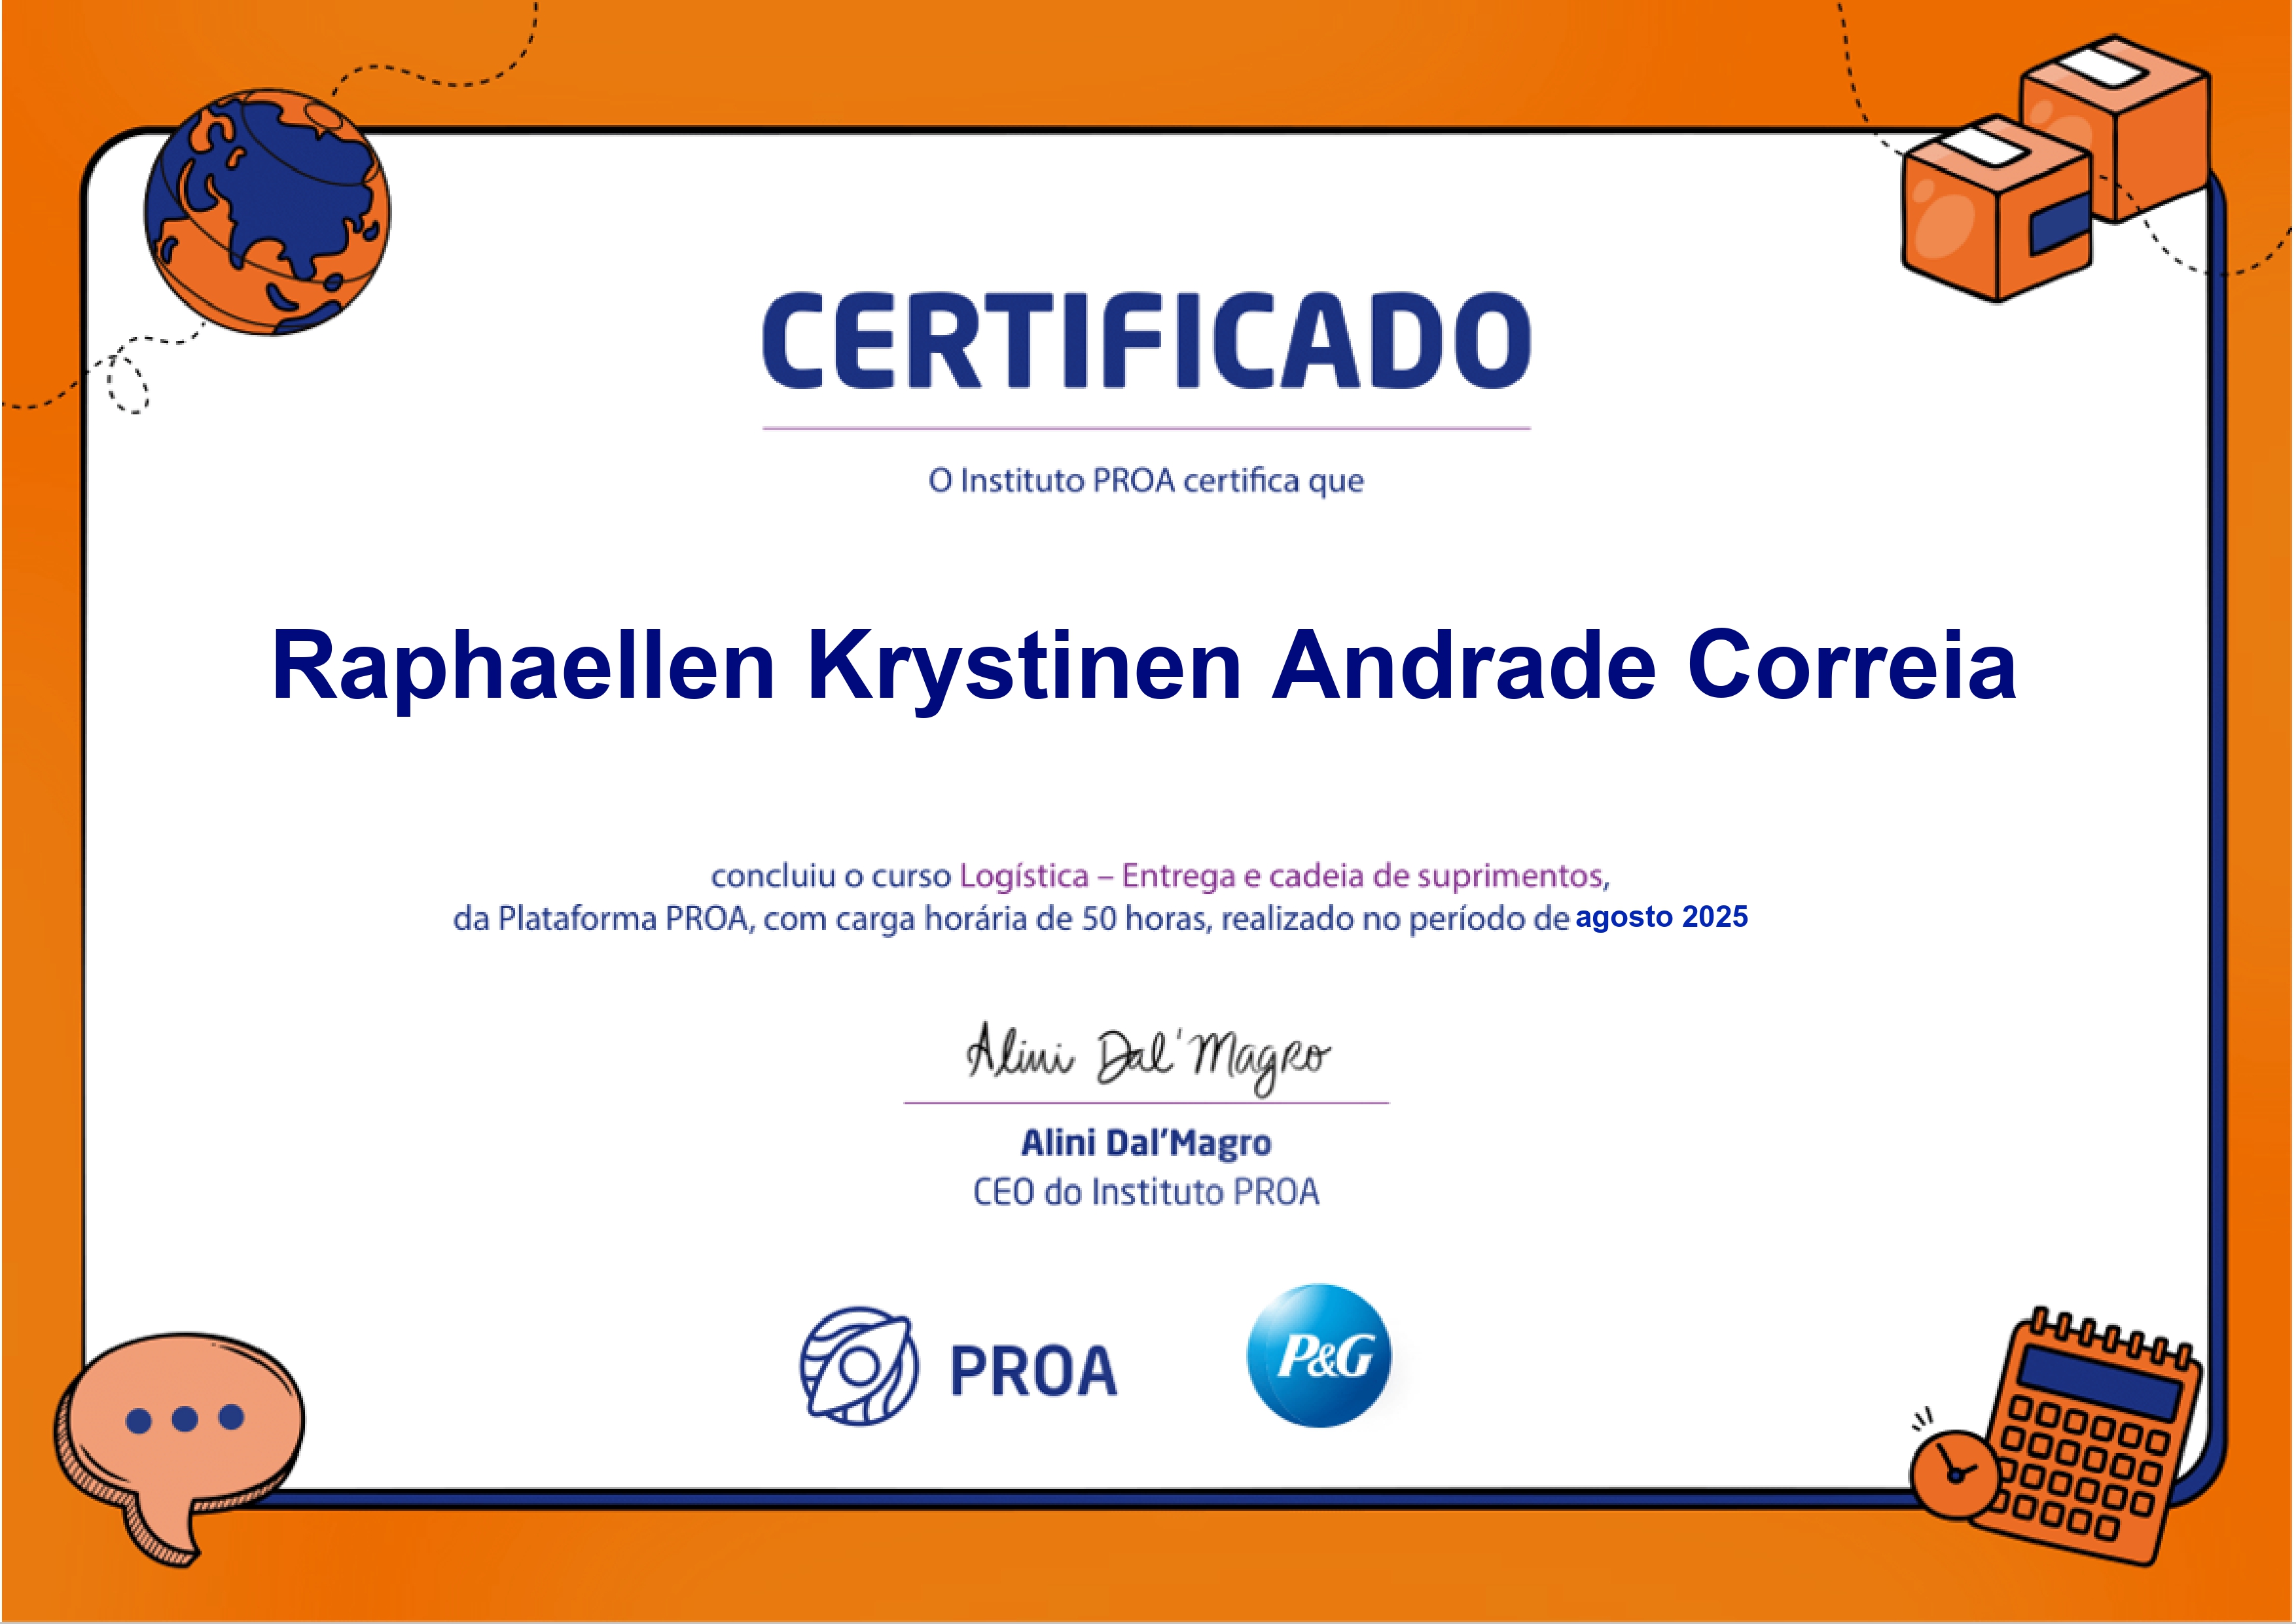 CERTIFICADO
O Instituto PROA certifica que
Raphaellen Krystinen Andrade Correia
concluiu o curso Logística – Entrega e cadeia de suprimentos,
da Plataforma PROA, com carga horária de 50 horas, realizado no período de agosto 2025
Alini Dal'Magro
Alini Dal'Magro
CEO do Instituto PROA
PROA
P&G